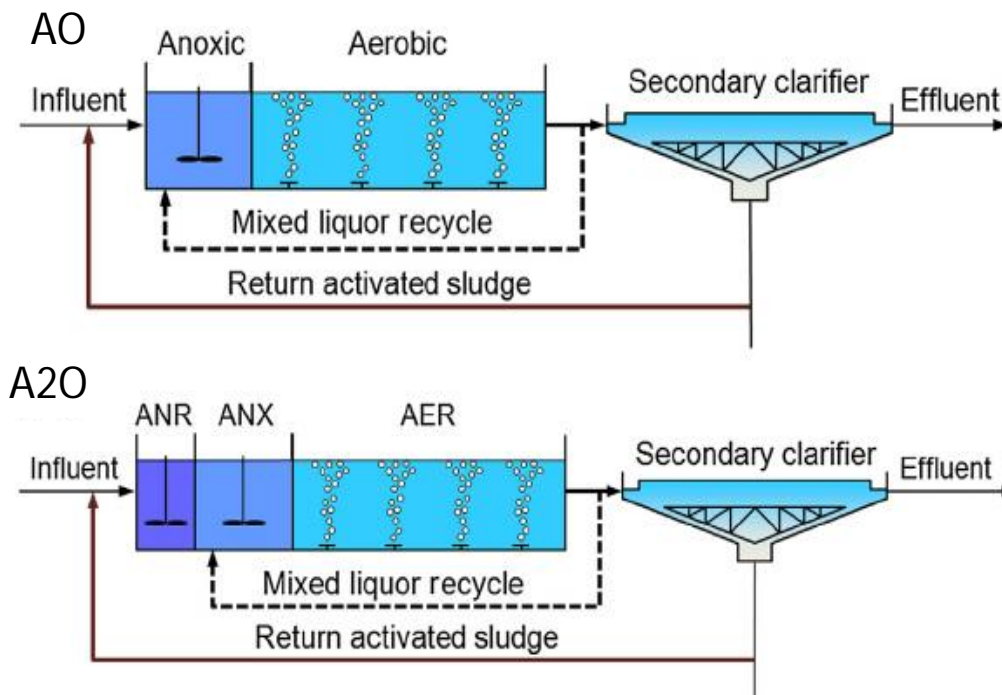 AO
Anoxic
Aerobic
Secondary clarifier
Influent
Effluent
Mixed liquor recycle
Return activated sludge
A2O
ANR
ANX
AER
Secondary clarifier
Influent
Effluent
Mixed liquor recycle
Return activated sludge